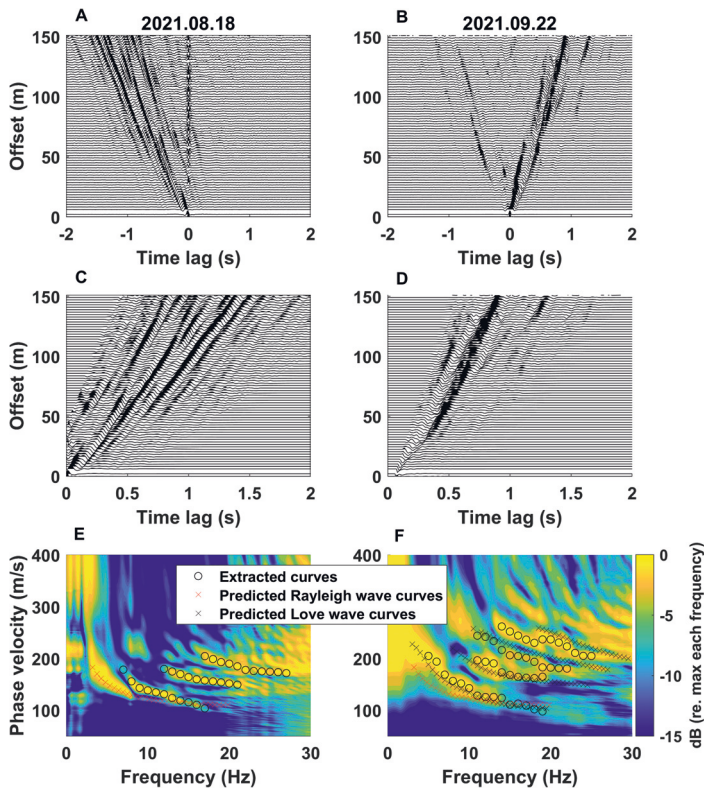 A
2021.08.18
B
2021.09.22
150
100
50
0
Offset (m)
-2 -1 0 1 2
Time lag (s)
150
100
50
0
-2 -1 0 1 2
Time lag (s)
C
D
150
100
50
0
Offset (m)
0 0.5 1 1.5 2
Time lag (s)
150
100
50
0
0 0.5 1 1.5 2
Time lag (s)
E
F
400
300
200
100
Phase velocity (m/s)
0 10 20 30
Frequency (Hz)
Extracted curves
Predicted Rayleigh wave curves
Predicted Love wave curves
400
300
200
100
0 10 20 30
Frequency (Hz)
0
-5
-10
-15
dB (re. max each frequency)